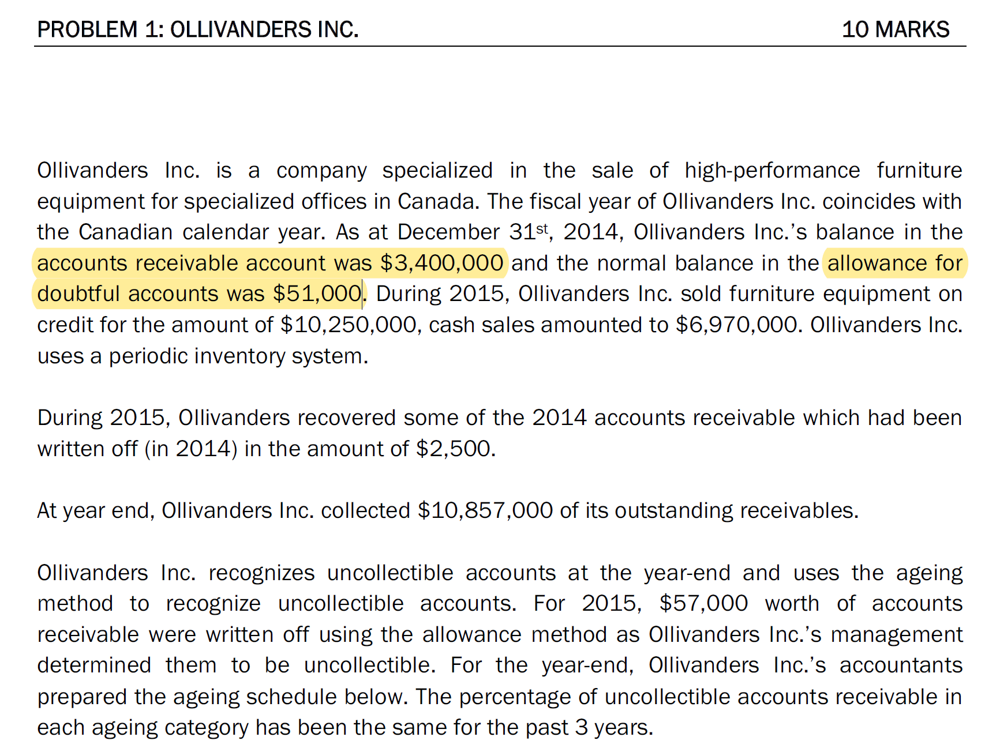 PROBLEM 1: OLLIVANDERS INC. 10 MARKS
Ollivanders Inc. is a company specialized in the sale of high-performance furniture
equipment for specialized offices in Canada. The fiscal year of Ollivanders Inc. coincides with
the Canadian calendar year. As at December 31st, 2014, Ollivanders Inc.’s balance in the
accounts receivable account was $3,400,000 and the normal balance in the allowance for
doubtful accounts was $51,000. During 2015, Ollivanders Inc. sold furniture equipment on
credit for the amount of $10,250,000, cash sales amounted to $6,970,000. Ollivanders Inc.
uses a periodic inventory system.
During 2015, Ollivanders recovered some of the 2014 accounts receivable which had been
written off (in 2014) in the amount of $2,500.
At year end, Ollivanders Inc. collected $10,857,000 of its outstanding receivables.
Ollivanders Inc. recognizes uncollectible accounts at the year-end and uses the ageing
method to recognize uncollectible accounts. For 2015, $57,000 worth of accounts
receivable were written off using the allowance method as Ollivanders Inc.’s management
determined them to be uncollectible. For the year-end, Ollivanders Inc.’s accountants
prepared the ageing schedule below. The percentage of uncollectible accounts receivable in
each ageing category has been the same for the past 3 years.